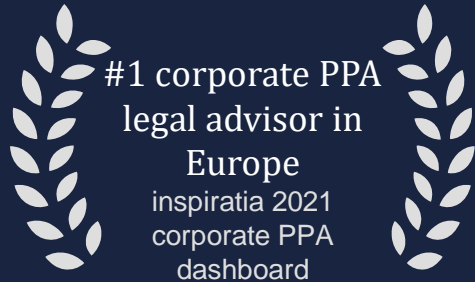 #1 corporate PPA
legal advisor in
Europe
inspiratia 2021
corporate PPA
dashboard